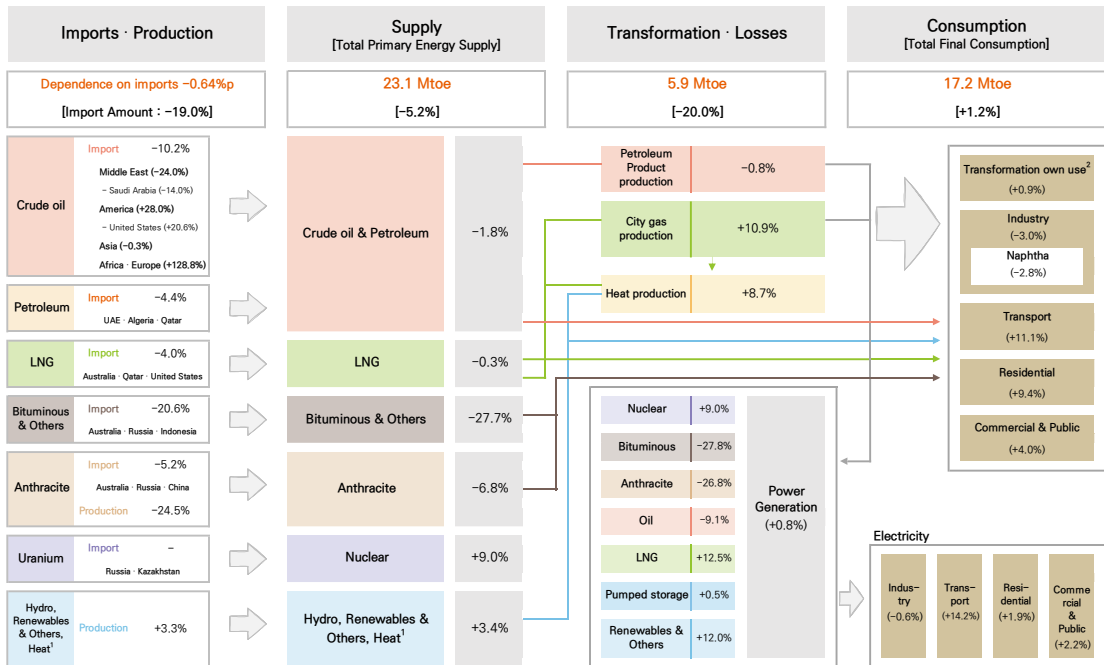 Imports · Production
Supply
[Total Primary Energy Supply]
Transformation · Losses
Consumption
[Total Final Consumption]
Dependence on imports −0.64%p
[Import Amount : −19.0%]
23.1 Mtoe
[−5.2%]
5.9 Mtoe
[−20.0%]
17.2 Mtoe
[+1.2%]
Crude oil
Import −10.2%
Middle East (−24.0%)
− Saudi Arabia (−14.0%)
America (+28.0%)
− United States (+20.6%)
Asia (−0.3%)
Africa · Europe (+128.8%)
Petroleum
Import −4.4%
UAE · Algeria · Qatar
LNG
Import −4.0%
Australia · Qatar · United States
Bituminous
& Others
Import −20.6%
Australia · Russia · Indonesia
Anthracite
Import −5.2%
Australia · Russia · China
Production −24.5%
Uranium
Import −
Russia · Kazakhstan
Hydro,
Renewables
& Others,
Heat1
Production +3.3%
Crude oil & Petroleum −1.8%
LNG −0.3%
Bituminous & Others −27.7%
Anthracite −6.8%
Nuclear +9.0%
Hydro, Renewables &
Others, Heat1
+3.4%
Petroleum
Product
production
−0.8%
City gas
production
+10.9%
Heat production +8.7%
Nuclear +9.0%
Bituminous −27.8%
Anthracite −26.8%
Oil −9.1%
LNG +12.5%
Pumped storage +0.5%
Renewables &
Others
+12.0%
Power
Generation
(+0.8%)
Transformation own use2
(+0.9%)
Industry
(−3.0%)
Naphtha
(−2.8%)
Transport
(+11.1%)
Residential
(+9.4%)
Commercial & Public
(+4.0%)
Electricity
Indus−
try
(−0.6%)
Trans−
port
(+14.2%)
Resi−
dential
(+1.9%)
Comme
rcial
&
Public
(+2.2%)